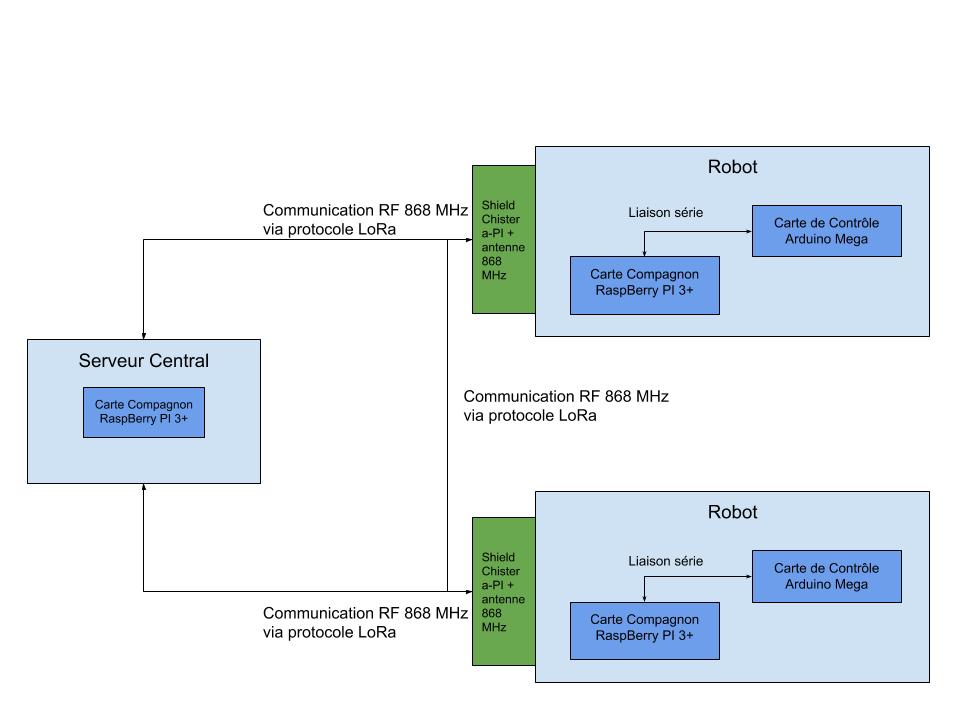 Robot
Communication RF 868 MHz
via protocole LoRa
Shield
Chister
a-PI +
antenne
868
MHz
Liaison série
Carte de Contrôle
Arduino Mega
Carte Compagnon
RaspBerry PI 3+
Serveur Central
Carte Compagnon
RaspBerry PI 3+
Communication RF 868 MHz
via protocole LoRa
Robot
Shield
Chister
a-PI +
antenne
868
MHz
Liaison série
Carte de Contrôle
Arduino Mega
Carte Compagnon
RaspBerry PI 3+
Communication RF 868 MHz
via protocole LoRa